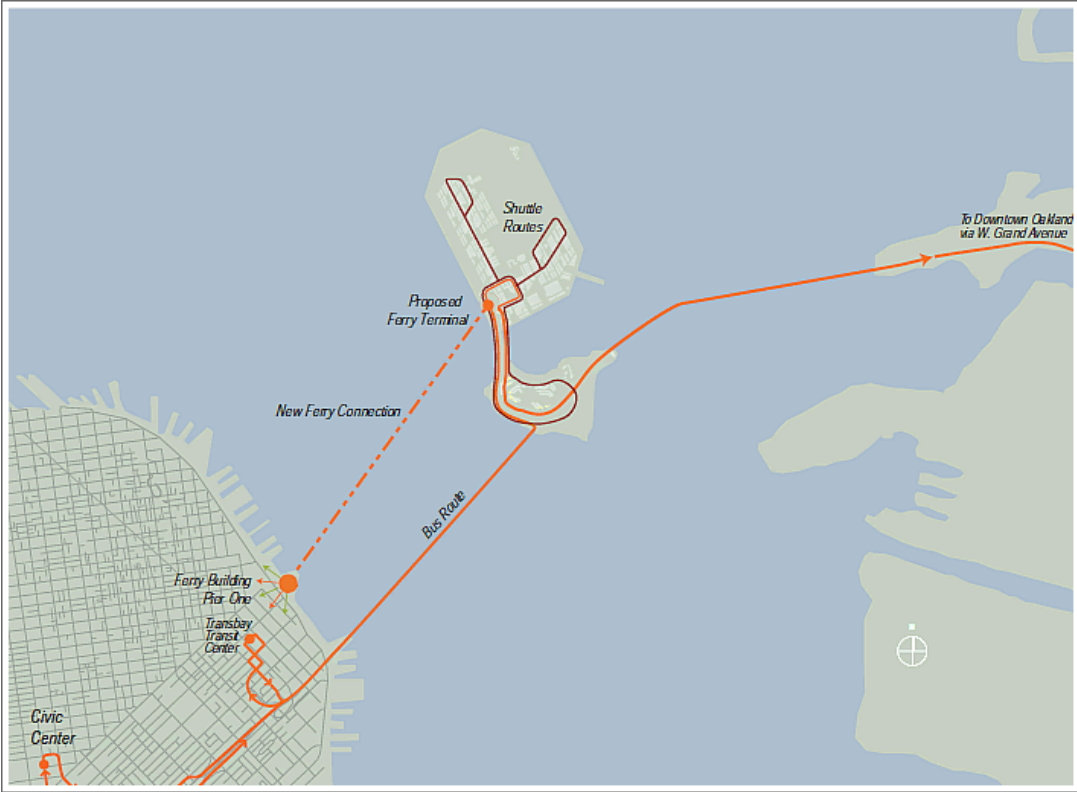 Shuttle
Routes
To Downtown Oakland
via W. Grand Avenue
Proposed
Ferry Terminal
New Ferry Connection
Bus Route
Ferry Building
Pier One
Transbay
Transit
Center
Civic
Center